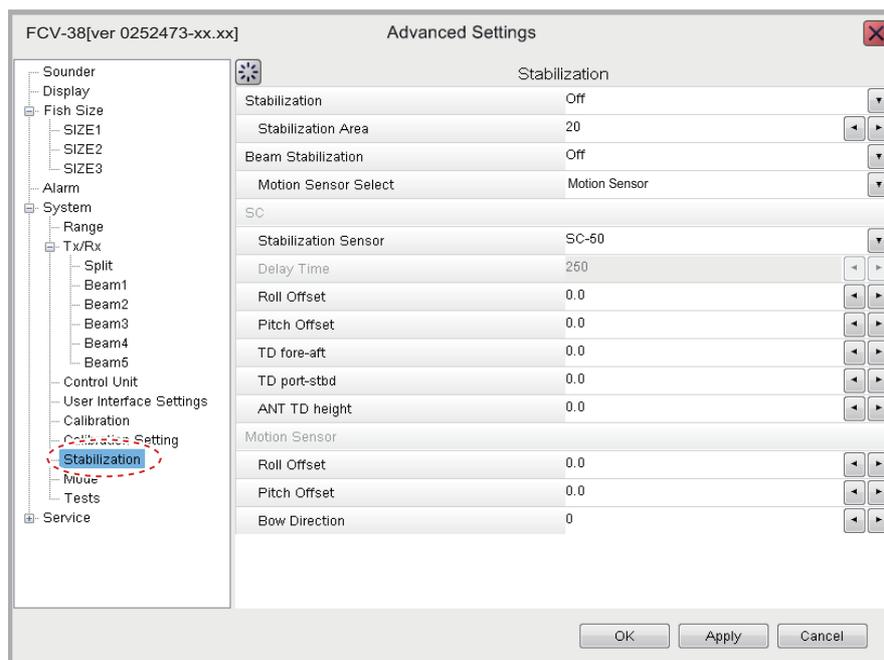 FCV-38[ver 0252473-xx.xx] Advanced Settings
Sounder
Display
Fish Size
SIZE1
SIZE2
SIZE3
Alarm
System
Range
Tx/Rx
Split
Beam1
Beam2
Beam3
Beam4
Beam5
Control Unit
User Interface Settings
Calibration
Calibration Setting
Stabilization
Mode
Tests
Service
Stabilization
Stabilization Off
Stabilization Area 20
Beam Stabilization Off
Motion Sensor Select Motion Sensor
SC
Stabilization Sensor SC-50
Delay Time 250
Roll Offset 0.0
Pitch Offset 0.0
TD fore-aft 0.0
TD port-stbd 0.0
ANT TD height 0.0
Motion Sensor
Roll Offset 0.0
Pitch Offset 0.0
Bow Direction 0
OK Apply Cancel